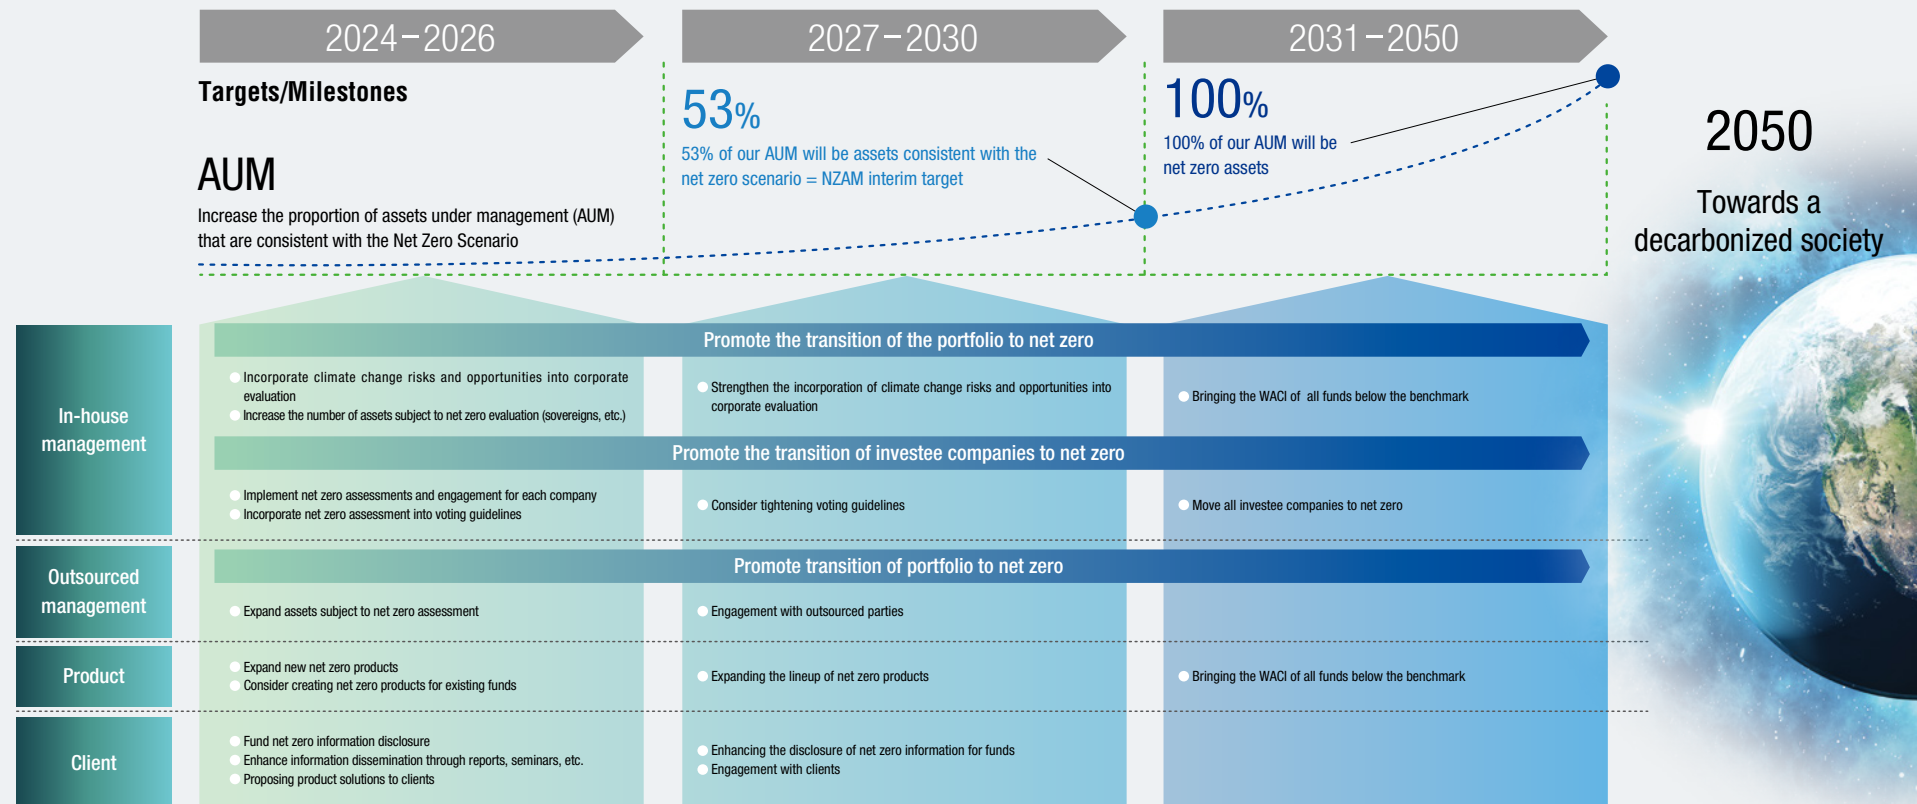 2024–2026
2027–2030
2031–2050
Targets/Milestones
AUM
Increase the proportion of assets under management (AUM)
that are consistent with the Net Zero Scenario
53%
53% of our AUM will be assets consistent with the
net zero scenario = NZAM interim target
100%
100% of our AUM will be
net zero assets
2050
Towards a
decarbonized society
In-house
management
Promote the transition of the portfolio to net zero
Incorporate climate change risks and opportunities into corporate
evaluation
Increase the number of assets subject to net zero evaluation (sovereigns, etc.)
Strengthen the incorporation of climate change risks and opportunities into
corporate evaluation
Bringing the WACI of all funds below the benchmark
Promote the transition of investee companies to net zero
Implement net zero assessments and engagement for each company
Incorporate net zero assessment into voting guidelines
Consider tightening voting guidelines
Move all investee companies to net zero
Outsourced
management
Promote transition of portfolio to net zero
Expand assets subject to net zero assessment
Engagement with outsourced parties
Product
Expand new net zero products
Consider creating net zero products for existing funds
Expanding the lineup of net zero products
Bringing the WACI of all funds below the benchmark
Client
Fund net zero information disclosure
Enhance information dissemination through reports, seminars, etc.
Proposing product solutions to clients
Enhancing the disclosure of net zero information for funds
Engagement with clients